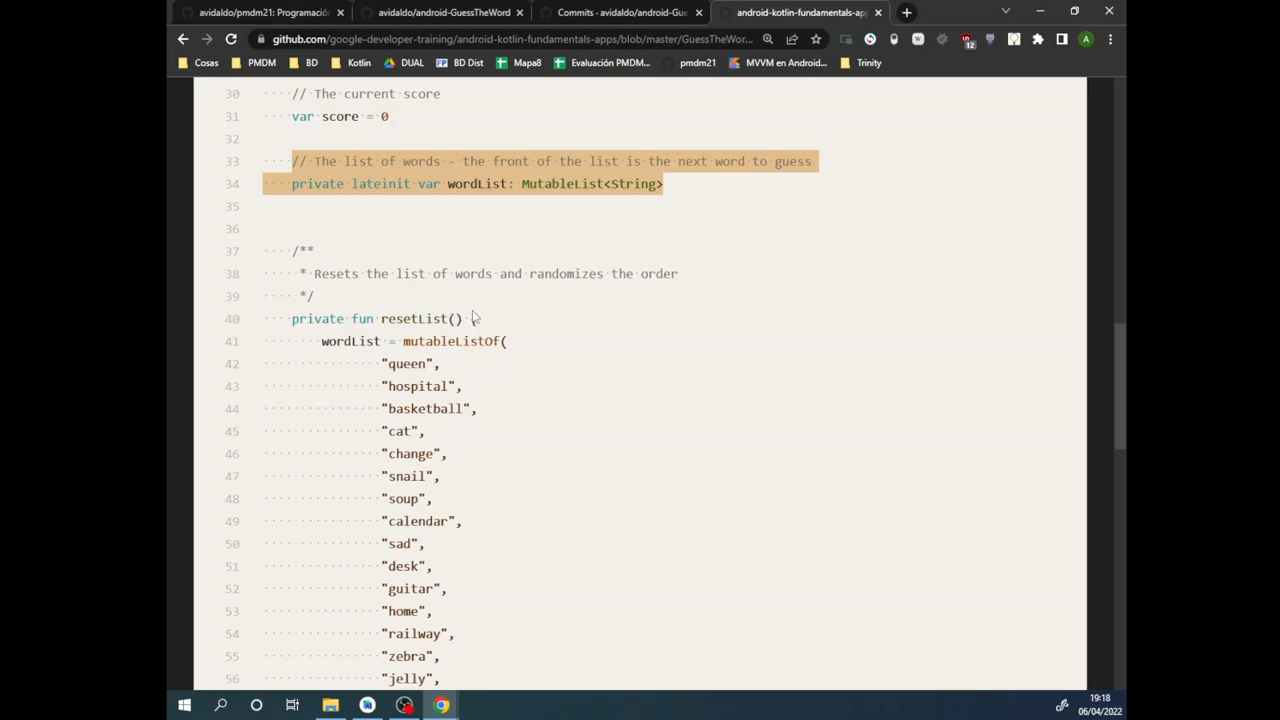 avidaldo/pmdm21: Programació
avidaldo/android-GuessTheWord
Commits - avidaldo/android-Gue
android-kotlin-fundamentals-ap
github.com/google-developer-training/android-kotlin-fundamentals-apps/blob/master/GuessTheWor...
12
A
Cosas
PMDM
BD
Kotlin
DUAL
BD Dist
Mapa8
Evaluación PMDM...
pmdm21
MVVM en Android...
Trinity
30 // The current score
31 var score = 0
32
33 // The list of words - the front of the list is the next word to guess
34 private lateinit var wordList: MutableList<String>
35
36
37 /**
38 * Resets the list of words and randomizes the order
39 */
40 private fun resetList() {
41 wordList = mutableListOf(
42 "queen",
43 "hospital",
44 "basketball",
45 "cat",
46 "change",
47 "snail",
48 "soup",
49 "calendar",
50 "sad",
51 "desk",
52 "guitar",
53 "home",
54 "railway",
55 "zebra",
56 "jelly",
19:18
06/04/2022